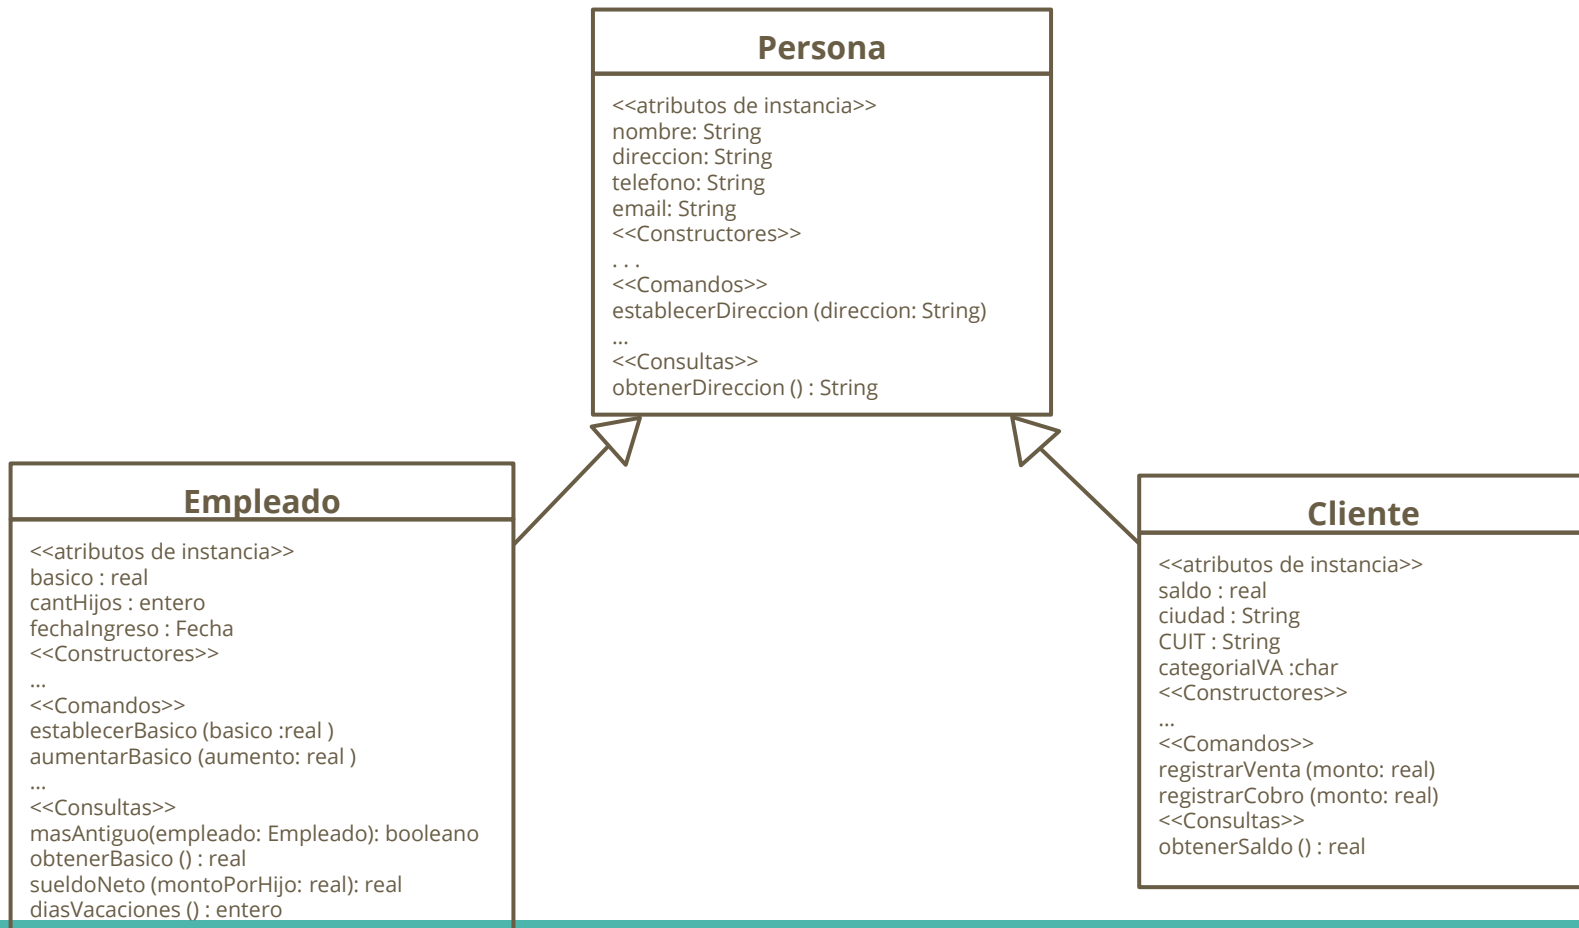 Persona
<<atributos de instancia>>
nombre: String
direccion: String
telefono: String
email: String
<<Constructores>>
. . .
<<Comandos>>
establecerDireccion (direccion: String)
...
<<Consultas>>
obtenerDireccion () : String
Empleado
<<atributos de instancia>>
basico : real
cantHijos : entero
fechaIngreso : Fecha
<<Constructores>>
...
<<Comandos>>
establecerBasico (basico :real )
aumentarBasico (aumento: real )
...
<<Consultas>>
masAntiguo(empleado: Empleado): booleano
obtenerBasico () : real
sueldoNeto (montoPorHijo: real): real
diasVacaciones () : entero
Cliente
<<atributos de instancia>>
saldo : real
ciudad : String
CUIT : String
categoriaIVA :char
<<Constructores>>
...
<<Comandos>>
registrarVenta (monto: real)
registrarCobro (monto: real)
<<Consultas>>
obtenerSaldo () : real